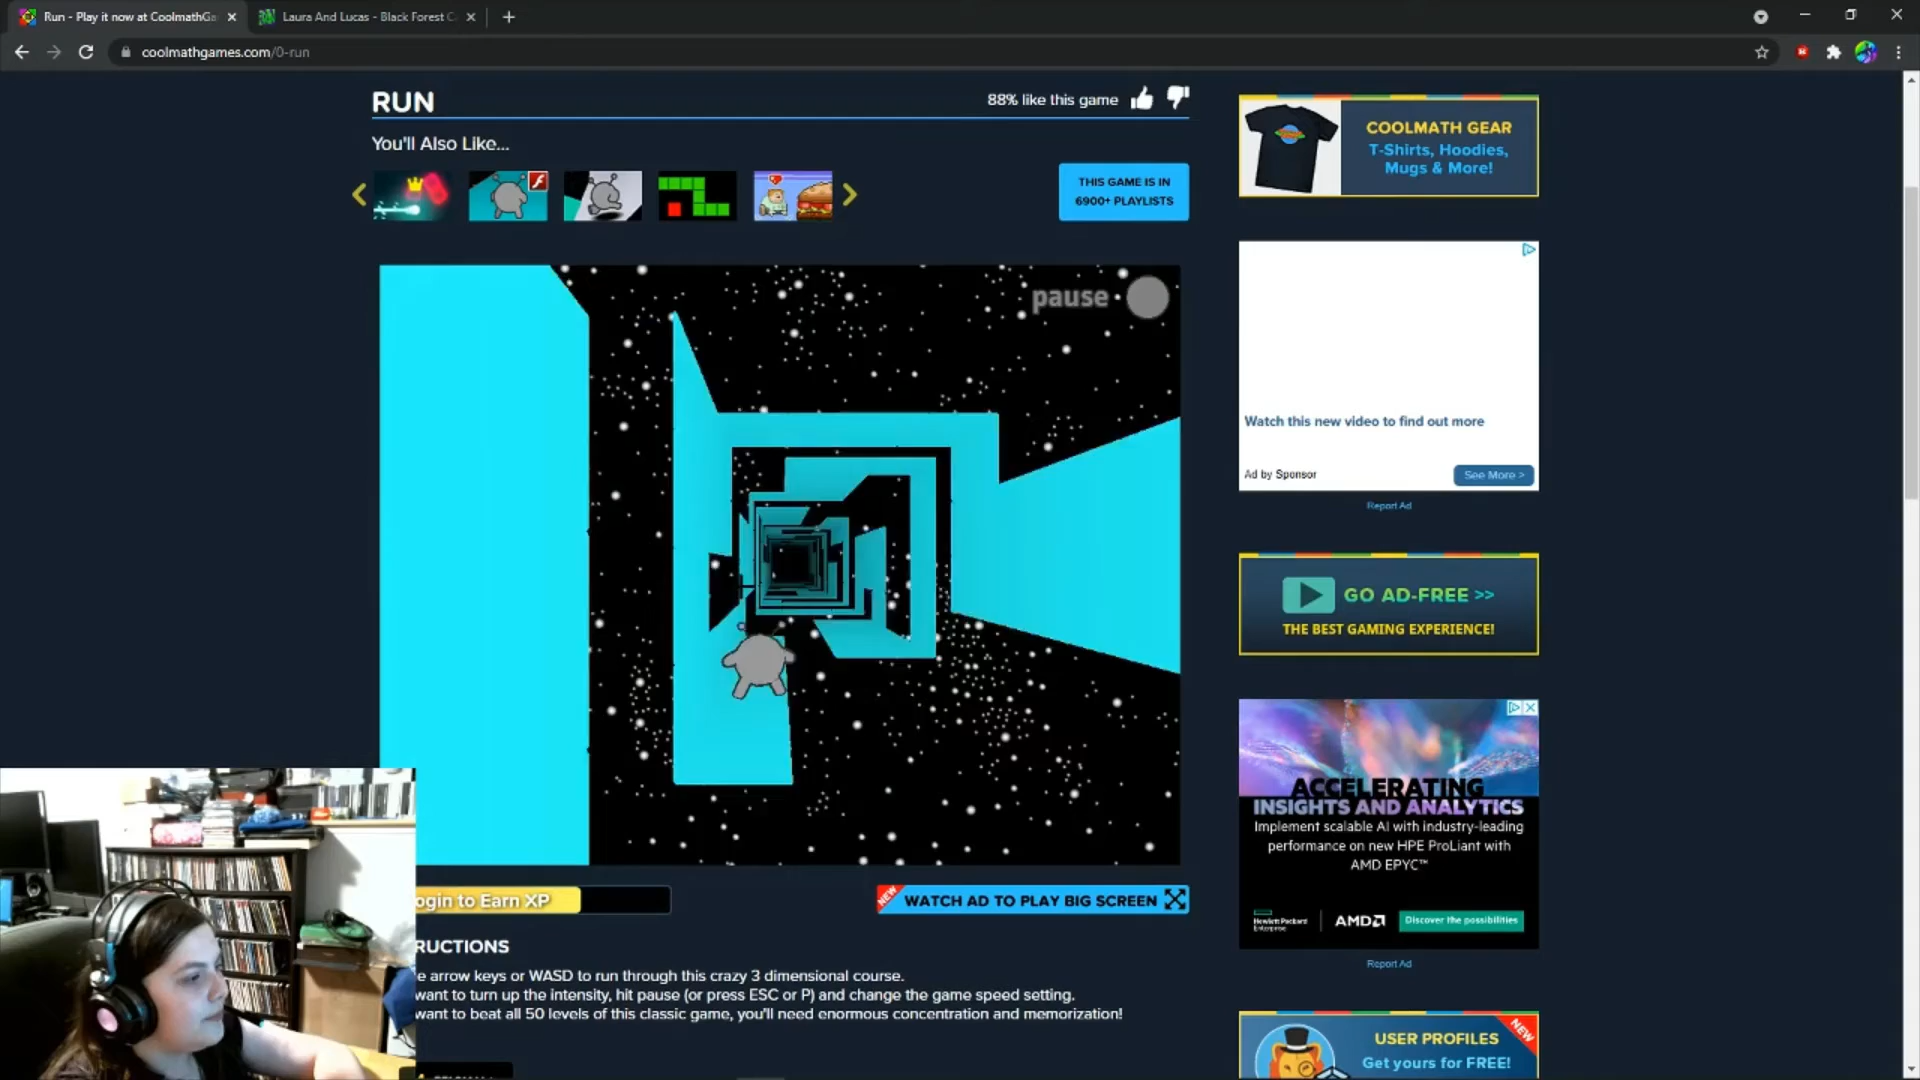 Run - Play it now at CoolmathGa
Laura And Lucas - Black Forest C
coolmathgames.com/0-run
RUN
88% like this game
You'll Also Like...
THIS GAME IS IN
6900+ PLAYLISTS
pause
ogin to Earn XP
NEW
WATCH AD TO PLAY BIG SCREEN
RUCTIONS
e arrow keys or WASD to run through this crazy 3 dimensional course.
want to turn up the intensity, hit pause (or press ESC or P) and change the game speed setting.
want to beat all 50 levels of this classic game, you'll need enormous concentration and memorization!
COOLMATH GEAR
T-Shirts, Hoodies,
Mugs & More!
Watch this new video to find out more
Ad by Sponsor
See More >
Report Ad
GO AD-FREE >>
THE BEST GAMING EXPERIENCE!
ACCELERATING
INSIGHTS AND ANALYTICS
Implement scalable AI with industry-leading
performance on new HPE ProLiant with
AMD EPYC™
Hewlett Packard
Enterprise
AMD
Discover the possibilities
Report Ad
NEW
USER PROFILES
Get yours for FREE!